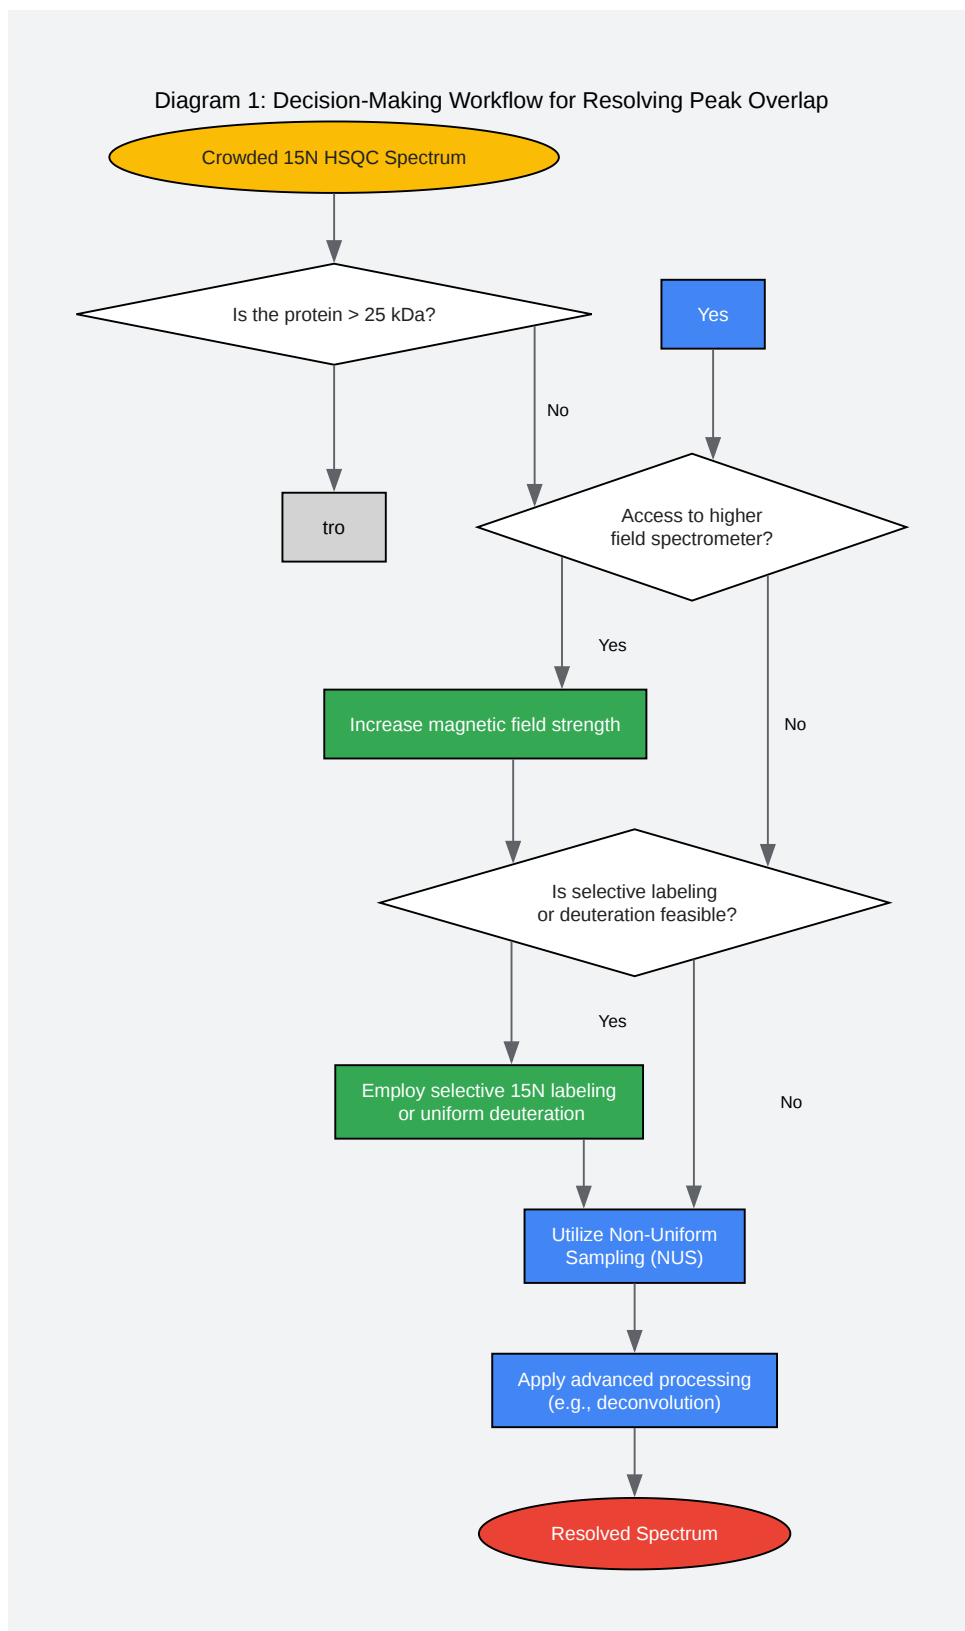 Diagram 1: Decision-Making Workflow for Resolving Peak Overlap
Crowded 15N HSQC Spectrum
Is the protein > 25 kDa?
Yes
No
tro
Access to higher
field spectrometer?
Yes
No
Increase magnetic field strength
Is selective labeling
or deuteration feasible?
Yes
No
Employ selective 15N labeling
or uniform deuteration
Utilize Non-Uniform
Sampling (NUS)
Apply advanced processing
(e.g., deconvolution)
Resolved Spectrum